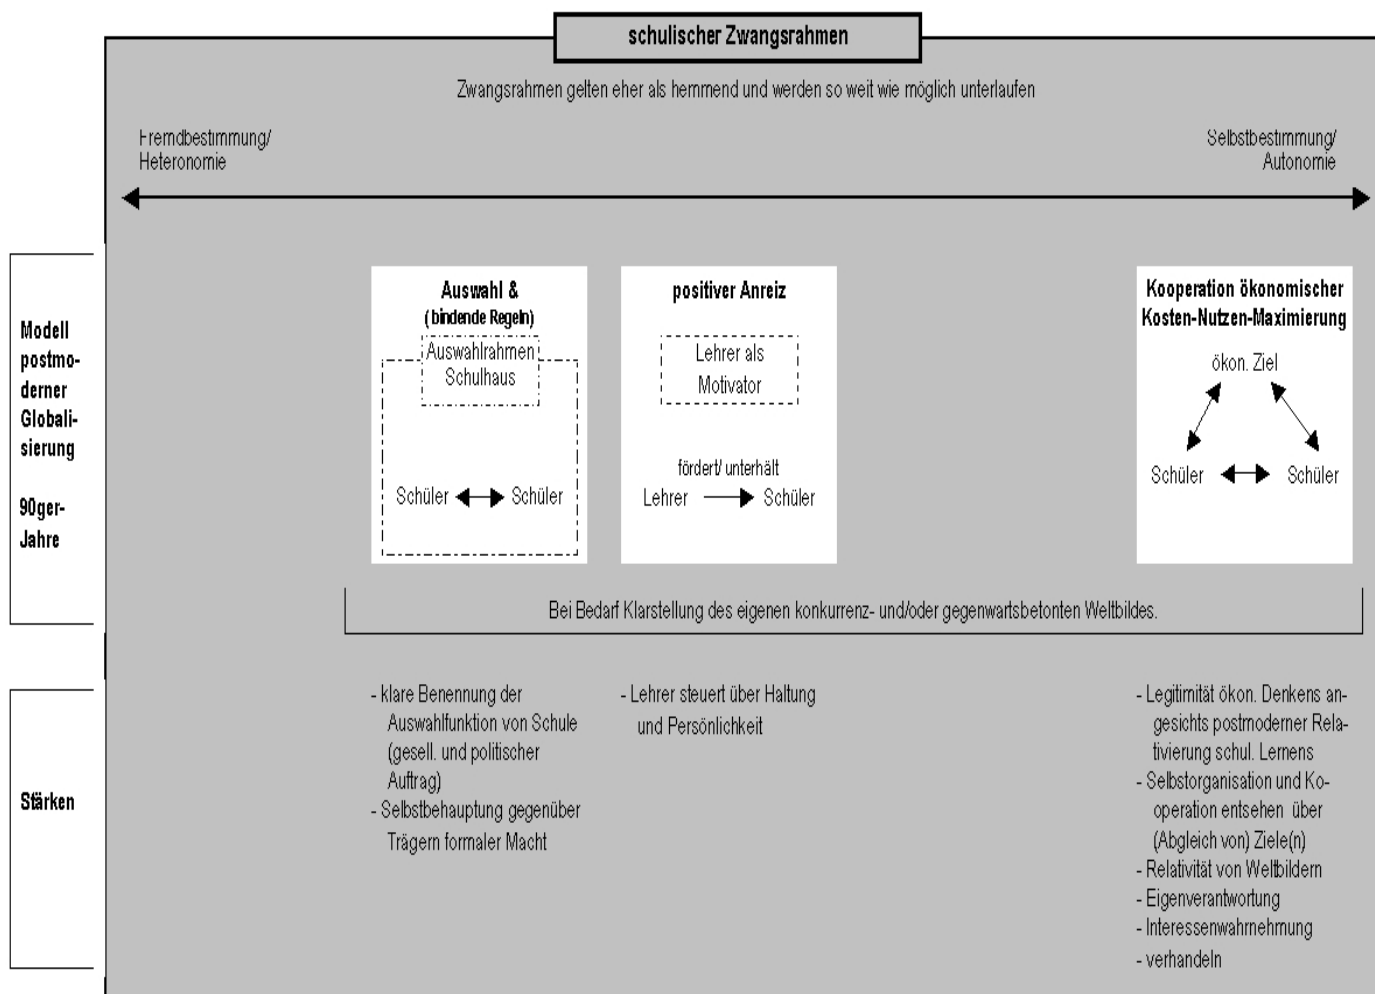 schulischer Zwangsrahmen
Zwangsrahmen gelten eher als hemmend und werden so weit wie möglich unterlaufen
Fremdbestimmung/
Heteronomie
Selbstbestimmung/
Autonomie
Modell
postmo-
derner
Globali-
sierung
90ger-
Jahre
Auswahl &
( bindende Regeln)
Auswahlrahmen
Schulhaus
Schüler Schüler
positiver Anreiz
Lehrer als
Motivator
fördert/ unterhält
Lehrer Schüler
Kooperation ökonomischer
Kosten-Nutzen-Maximierung
ökon. Ziel
Schüler Schüler
Bei Bedarf Klarstellung des eigenen konkurrenz- und/oder gegenwartsbetonten Weltbildes.
Stärken
- klare Benennung der
Auswahlfunktion von Schule
(gesell. und politischer
Auftrag)
- Selbstbehauptung gegenüber
Trägern formaler Macht
- Lehrer steuert über Haltung
und Persönlichkeit
- Legitimität ökon. Denkens an-
gesichts postmoderner Rela-
tivierung schul. Lernens
- Selbstorganisation und Ko-
operation entsehen über
(Abgleich von) Ziele(n)
- Relativität von Weltbildern
- Eigenverantwortung
- Interessenwahrnehmung
- verhandeln